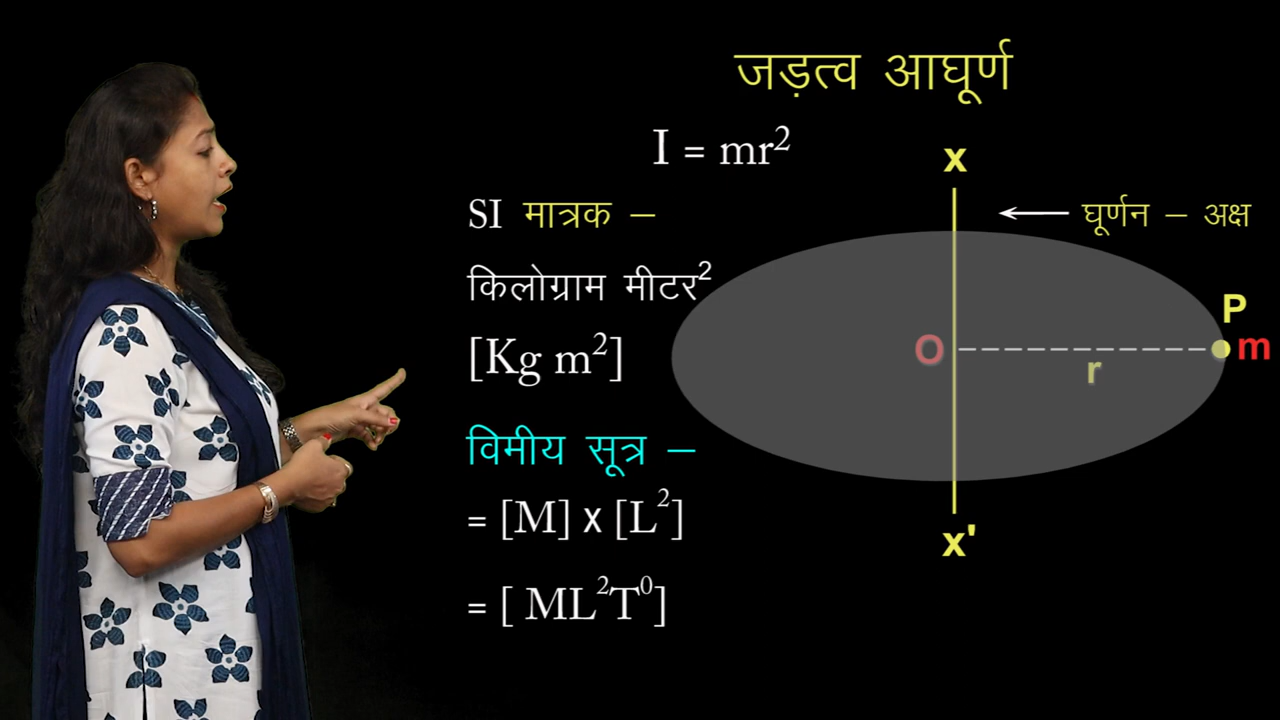 जड़त्व आघूर्ण
I = mr²
SI मात्रक –
किलोग्राम मीटर²
[Kg m²]
विमीय सूत्र –
= [M] x [L²]
= [ ML²T⁰]
x
घूर्णन – अक्ष
P
O
m
r
x'